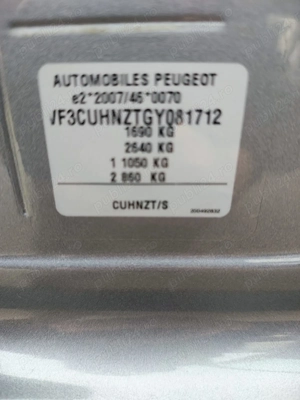 AUTOMOBILES PEUGEOT
e2*2007/46*0070
VF3CUHNZTGY081712
1690 KG
2640 KG
1 1050 KG
2 860 KG
CUHNZT/S